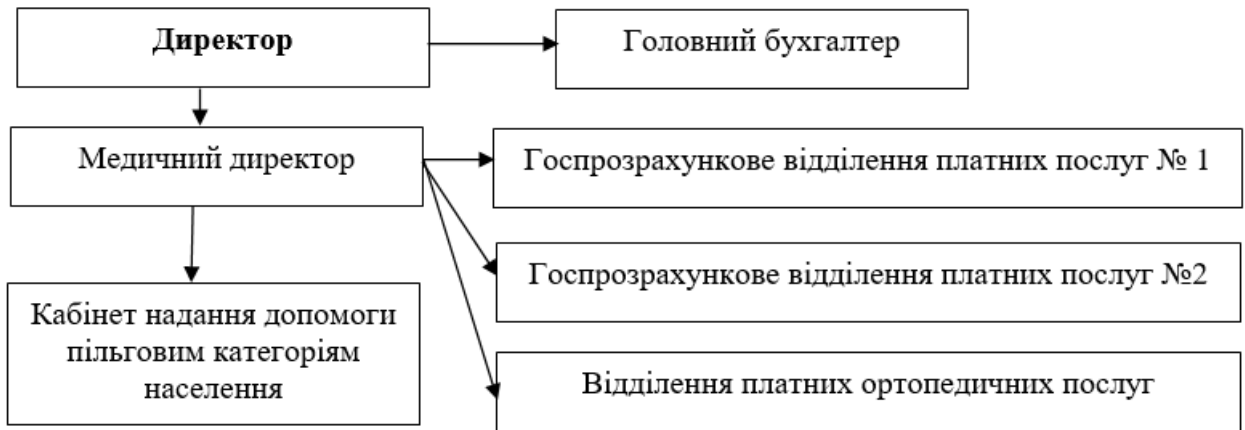 Директор
Головний бухгалтер
Медичний директор
Госпрозрахункове відділення платних послуг № 1
Госпрозрахункове відділення платних послуг №2
Кабінет надання допомоги
пільговим категоріям
населення
Відділення платних ортопедичних послуг